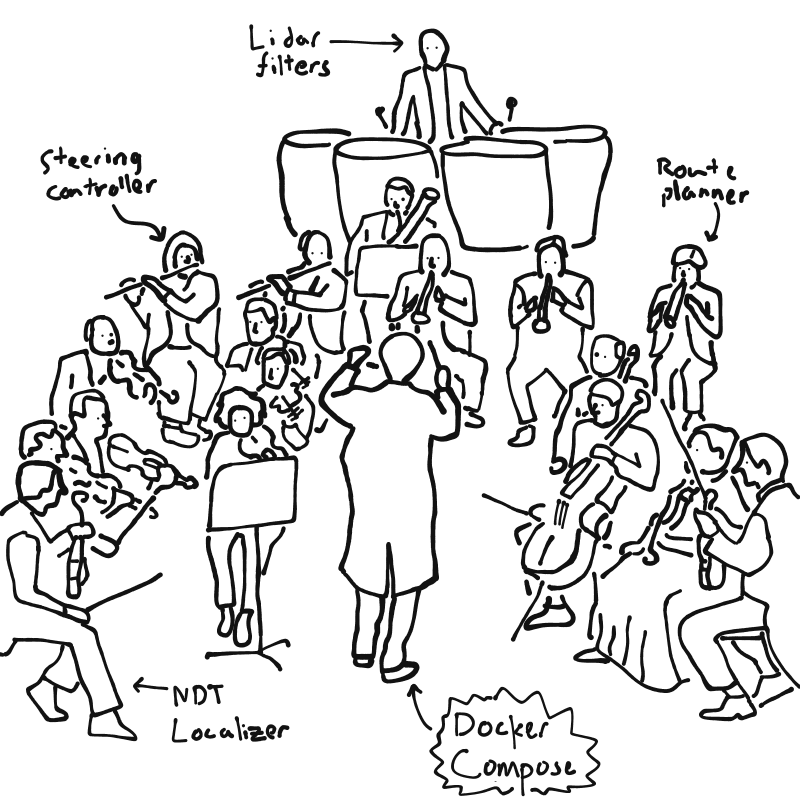 Lidar
filters
Steering
controller
Route
planner
NDT
Localizer
Docker
Compose